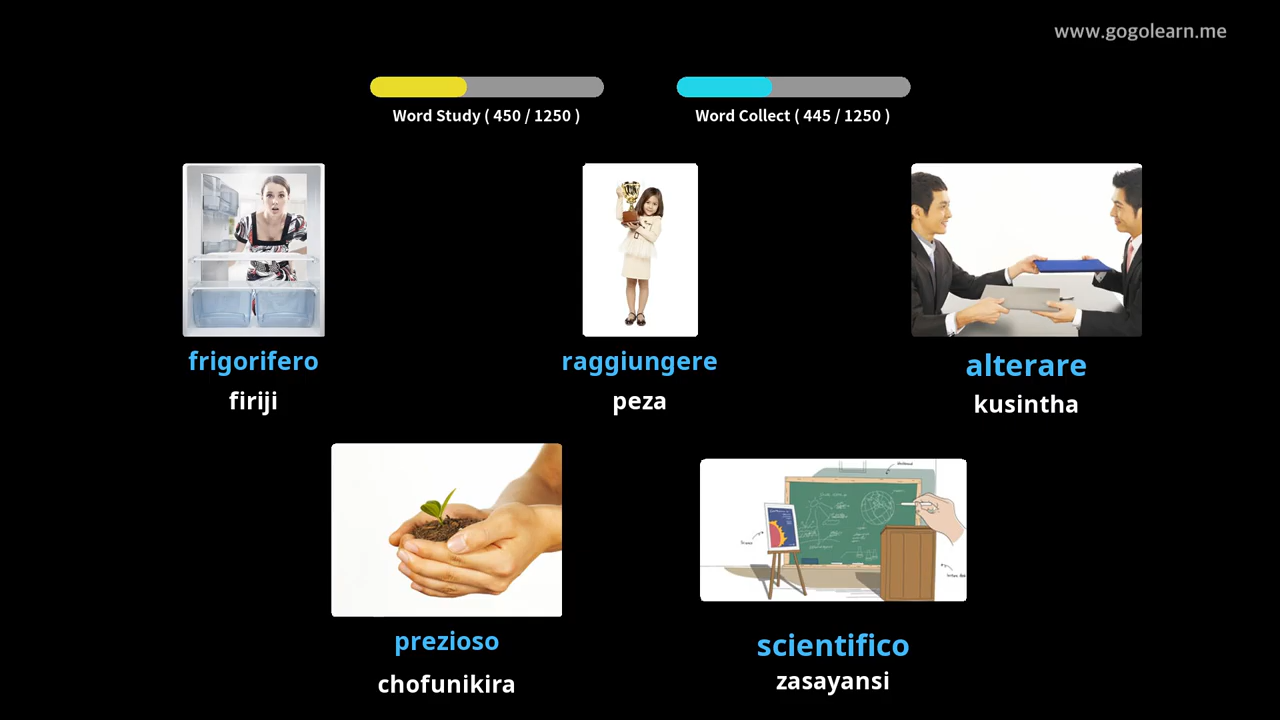 www.gogolearn.me
Word Study ( 450 / 1250 )
Word Collect ( 445 / 1250 )
frigorifero
firiji
raggiungere
peza
alterare
kusintha
prezioso
chofunikira
scientifico
zasayansi